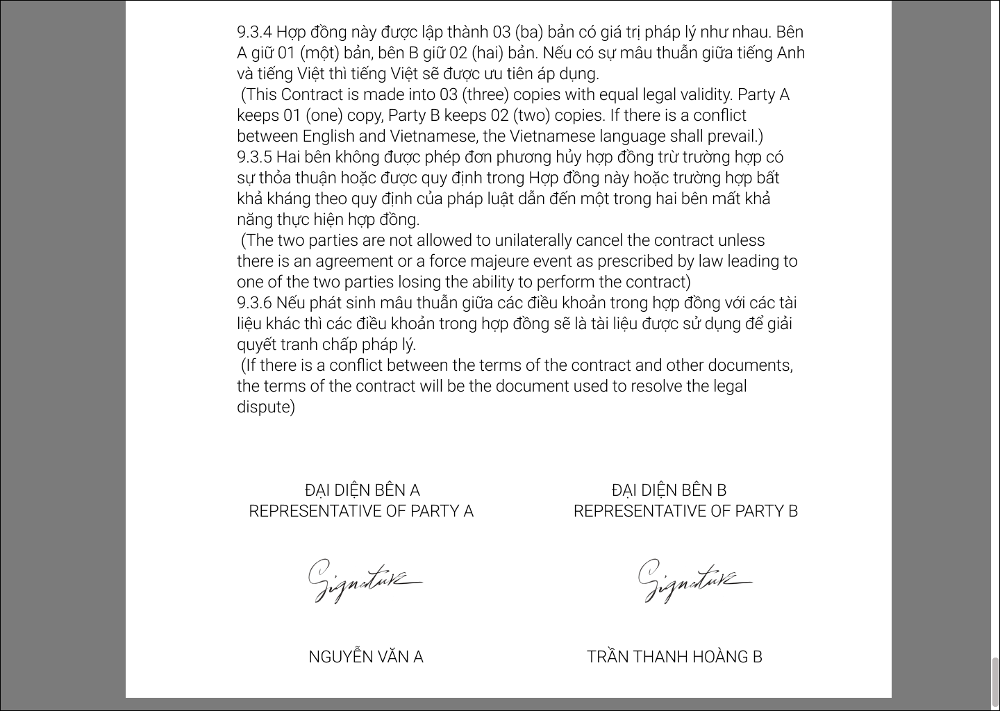 9.3.4 Hợp đồng này được lập thành 03 (ba) bản có giá trị pháp lý như nhau. Bên
A giữ 01 (một) bản, bên B giữ 02 (hai) bản. Nếu có sự mâu thuẫn giữa tiếng Anh
và tiếng Việt thì tiếng Việt sẽ được ưu tiên áp dụng.
(This Contract is made into 03 (three) copies with equal legal validity. Party A
keeps 01 (one) copy, Party B keeps 02 (two) copies. If there is a conflict
between English and Vietnamese, the Vietnamese language shall prevail.)
9.3.5 Hai bên không được phép đơn phương hủy hợp đồng trừ trường hợp có
sự thỏa thuận hoặc được quy định trong Hợp đồng này hoặc trường hợp bất
khả kháng theo quy định của pháp luật dẫn đến một trong hai bên mất khả
năng thực hiện hợp đồng.
(The two parties are not allowed to unilaterally cancel the contract unless
there is an agreement or a force majeure event as prescribed by law leading to
one of the two parties losing the ability to perform the contract)
9.3.6 Nếu phát sinh mâu thuẫn giữa các điều khoản trong hợp đồng với các tài
liệu khác thì các điều khoản trong hợp đồng sẽ là tài liệu được sử dụng để giải
quyết tranh chấp pháp lý.
(If there is a conflict between the terms of the contract and other documents,
the terms of the contract will be the document used to resolve the legal
dispute)
ĐẠI DIỆN BÊN A
REPRESENTATIVE OF PARTY A
Signature
NGUYỄN VĂN A
ĐẠI DIỆN BÊN B
REPRESENTATIVE OF PARTY B
Signature
TRẦN THANH HOÀNG B